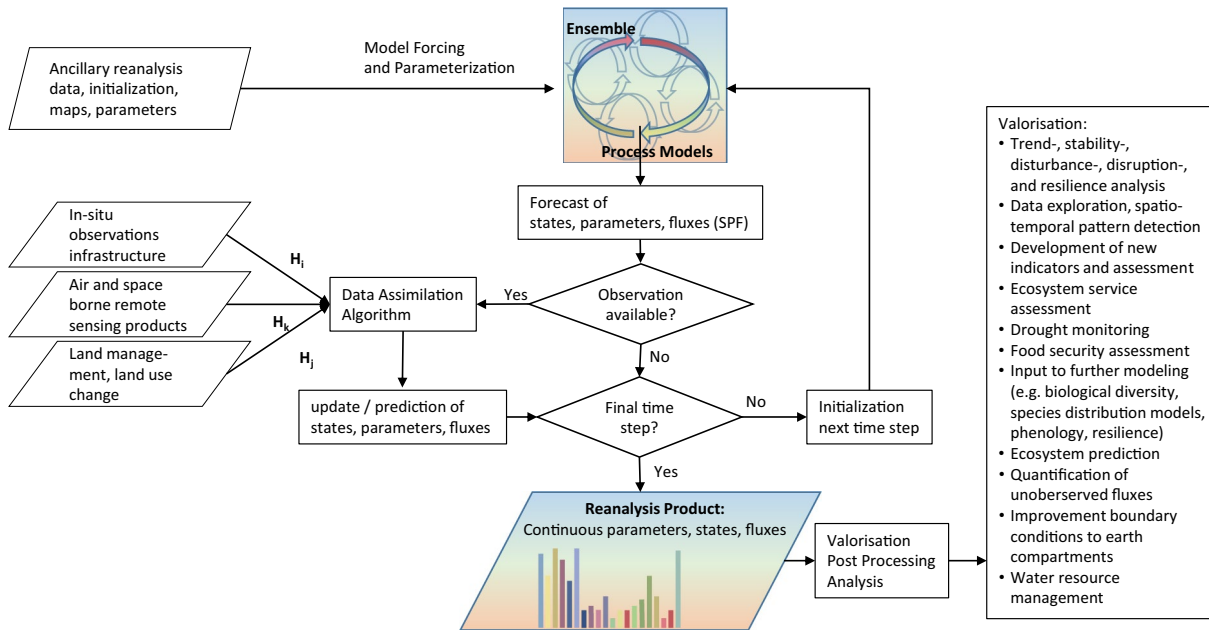 Ensemble
Process Models
Model Forcing
and Parameterization
Ancillary reanalysis
data, initialization,
maps, parameters
Forecast of
states, parameters, fluxes (SPF)
In-situ
observations
infrastructure
Air and space
borne remote
sensing products
Land manage-
ment, land use
change
H_i
H_k
H_j
Data Assimilation
Algorithm
Yes
Observation
available?
No
update / prediction of
states, parameters, fluxes
Final time
step?
No
Initialization
next time step
Yes
Reanalysis Product:
Continuous parameters, states, fluxes
Valorisation
Post Processing
Analysis
Valorisation:
• Trend-, stability-,
disturbance-, disruption-,
and resilience analysis
• Data exploration, spatio-
temporal pattern detection
• Development of new
indicators and assessment
• Ecosystem service
assessment
• Drought monitoring
• Food security assessment
• Input to further modeling
(e.g. biological diversity,
species distribution models,
phenology, resilience)
• Ecosystem prediction
• Quantification of
unoberserved fluxes
• Improvement boundary
conditions to earth
compartments
• Water resource
management